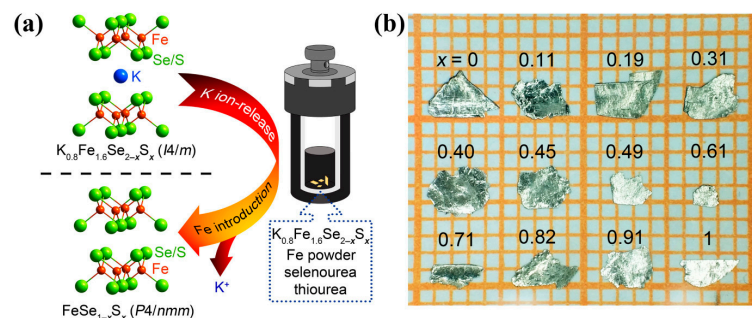 (a)
Fe
Se/S
K
K0.8Fe1.6Se2–xSx (I4/m)
K ion-release
Fe introduction
Se/S
Fe
K+
FeSe1–xSx (P4/nmm)
K0.8Fe1.6Se2–xSx
Fe powder
selenourea
thiourea
(b)
x = 0 0.11 0.19 0.31
0.40 0.45 0.49 0.61
0.71 0.82 0.91 1